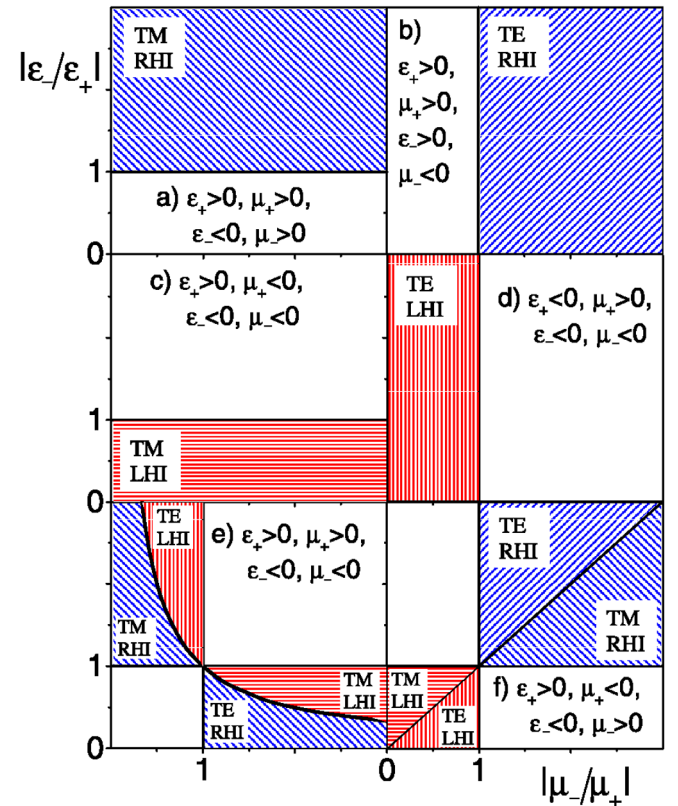 TM
RHI
b)
ε₊>0,
μ₊>0,
ε₋>0,
μ₋<0
TE
RHI
|ε₋/ε₊|
1
a) ε₊>0, μ₊>0,
ε₋<0, μ₋>0
0
c) ε₊>0, μ₊<0,
ε₋<0, μ₋<0
TE
LHI
d) ε₊<0, μ₊>0,
ε₋<0, μ₋<0
1
TM
LHI
0
TE
LHI
e) ε₊>0, μ₊>0,
ε₋<0, μ₋<0
TE
RHI
TM
RHI
TM
RHI
1
TM
LHI
TM
LHI
TE
RHI
TE
LHI
f) ε₊>0, μ₊<0,
ε₋<0, μ₋>0
0
1 0 1
|μ₋/μ₊|